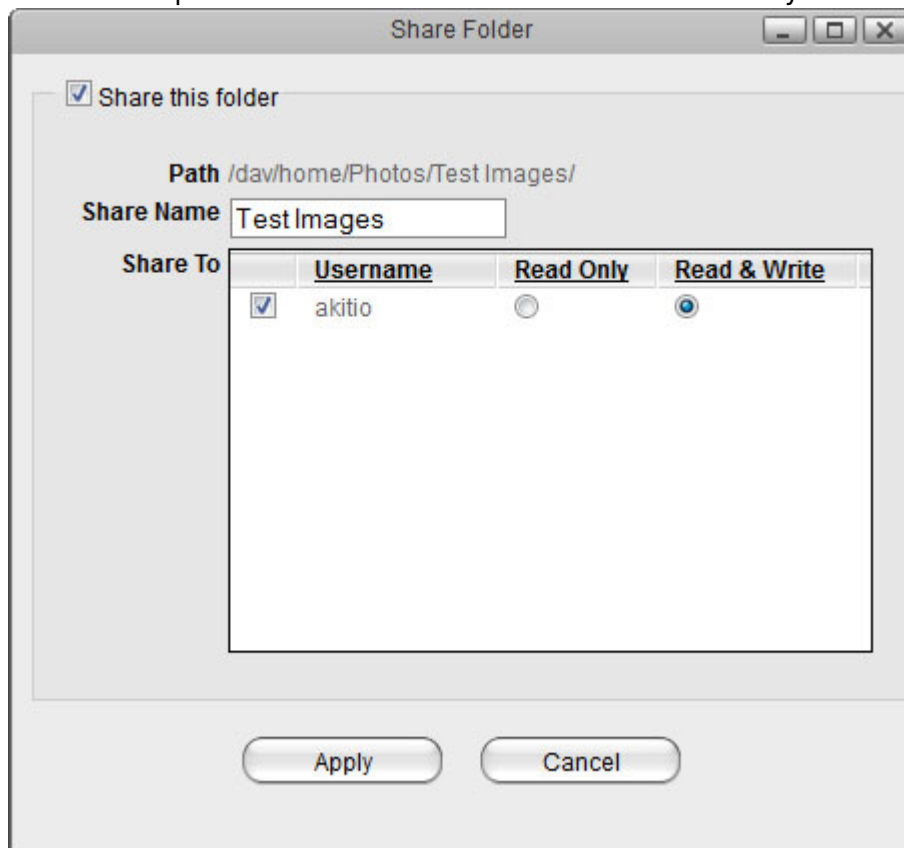 Share Folder
Share this folder
Path /dav/home/Photos/Test Images/
Share Name Test Images
Share To Username Read Only Read & Write
akitio
Apply Cancel